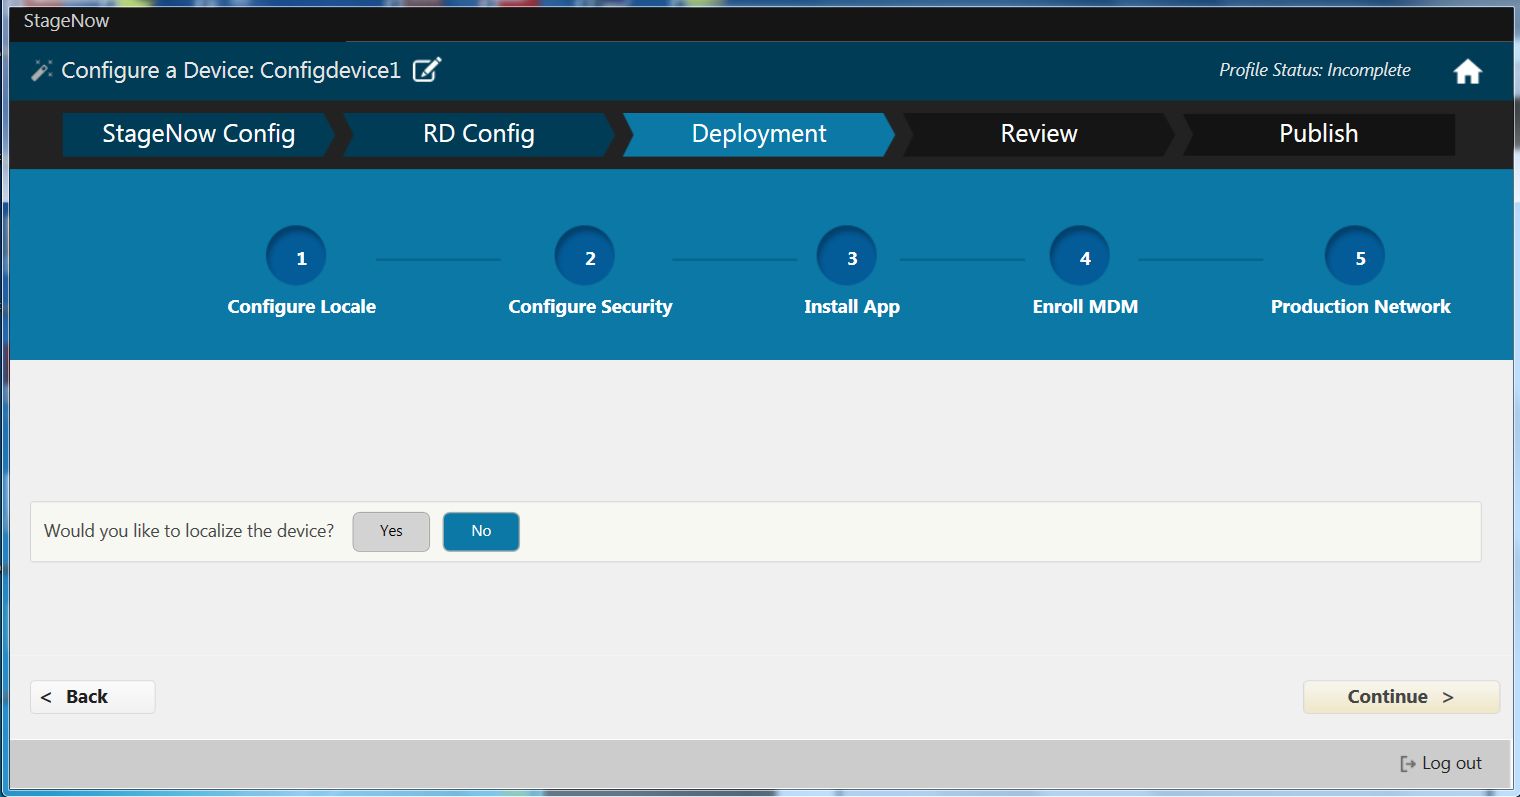 StageNow
Configure a Device: Configdevice1
Profile Status: Incomplete
StageNow Config
RD Config
Deployment
Review
Publish
1
2
3
4
5
Configure Locale
Configure Security
Install App
Enroll MDM
Production Network
Would you like to localize the device?
Yes
No
< Back
Continue >
Log out